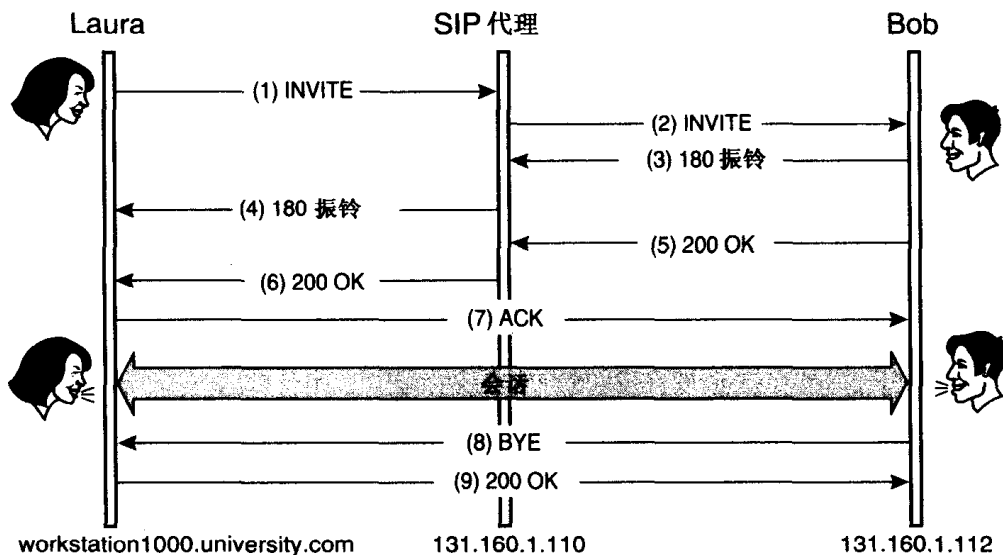 Laura
SIP 代理
Bob
(1) INVITE
(2) INVITE
(3) 180 振铃
(4) 180 振铃
(5) 200 OK
(6) 200 OK
(7) ACK
会话
(8) BYE
(9) 200 OK
workstation1000.university.com
131.160.1.110
131.160.1.112